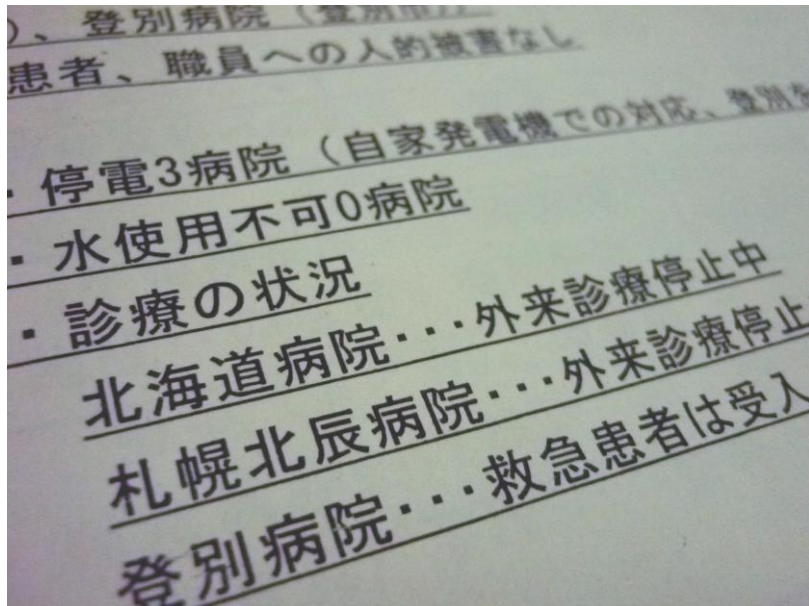 ）、登別病院（登別市））
患者、職員への人的被害なし
・停電3病院（自家発電機での対応、登別を
・水使用不可0病院
・診療の状況
北海道病院・・・外来診療停止中
札幌北辰病院・・・外来診療停止
登別病院・・・救急患者は受入